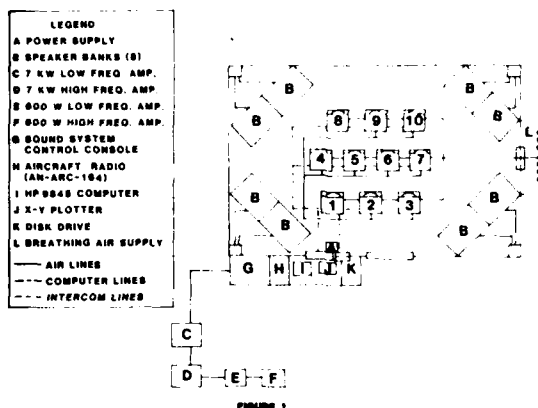 LEGEND
A POWER SUPPLY
B SPEAKER BANKS (8)
C 7 KW LOW FREQ. AMP.
D 7 KW HIGH FREQ. AMP.
E 600 W LOW FREQ. AMP.
F 600 W HIGH FREQ. AMP.
G SOUND SYSTEM
CONTROL CONSOLE
H AIRCRAFT RADIO
(AN-ARC-164)
I HP 9845 COMPUTER
J X-Y PLOTTER
K DISK DRIVE
L BREATHING AIR SUPPLY
AIR LINES
COMPUTER LINES
INTERCOM LINES
B B
B B
L
8 9 10
4 5 6 7
1 2 3
B B
B B
A
G H I J K
C
D E F
FIGURE 1